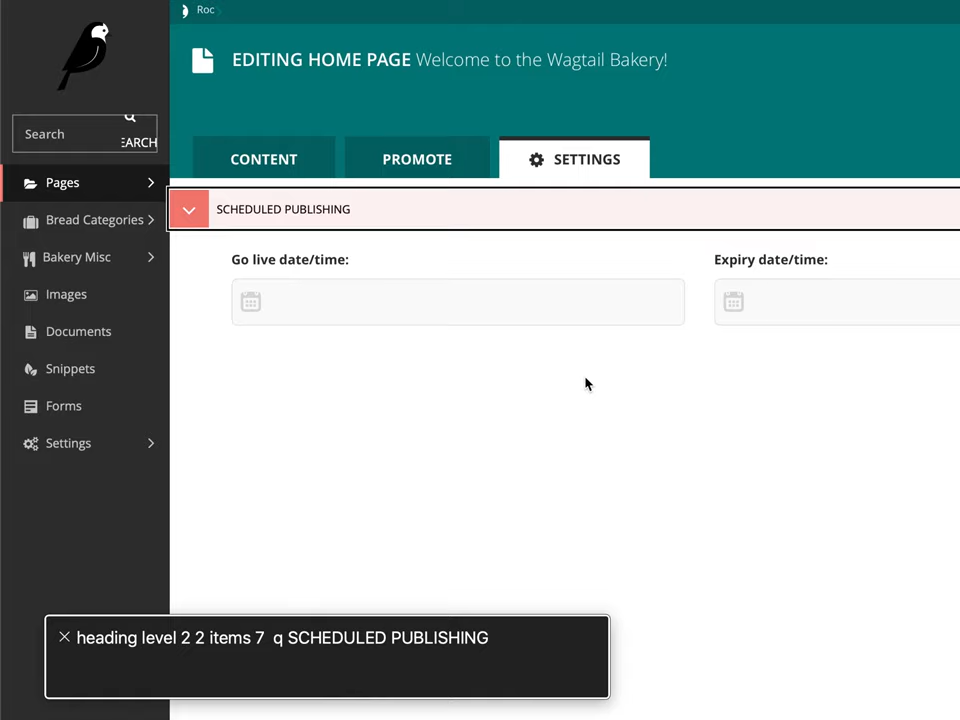 Roc
EDITING HOME PAGE Welcome to the Wagtail Bakery!
Search
EARCH
CONTENT
PROMOTE
SETTINGS
Pages
Bread Categories
Bakery Misc
Images
Documents
Snippets
Forms
Settings
SCHEDULED PUBLISHING
Go live date/time:
Expiry date/time:
heading level 2 2 items 7 q SCHEDULED PUBLISHING